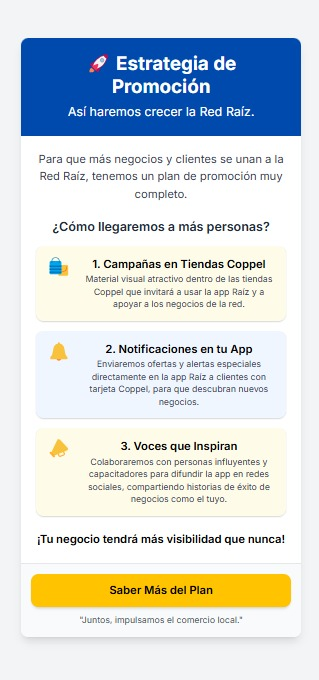 🚀 Estrategia de
Promoción
Así haremos crecer la Red Raíz.
Para que más negocios y clientes se unan a la
Red Raíz, tenemos un plan de promoción muy
completo.
¿Cómo llegaremos a más personas?
1. Campañas en Tiendas Coppel
Material visual atractivo dentro de las tiendas
Coppel que invitará a usar la app Raíz y a
apoyar a los negocios de la red.
2. Notificaciones en tu App
Enviaremos ofertas y alertas especiales
directamente en la app Raíz a clientes con
tarjeta Coppel, para que descubran nuevos
negocios.
3. Voces que Inspiran
Colaboraremos con personas influyentes y
capacitadores para difundir la app en redes
sociales, compartiendo historias de éxito de
negocios como el tuyo.
¡Tu negocio tendrá más visibilidad que nunca!
Saber Más del Plan
"Juntos, impulsamos el comercio local."